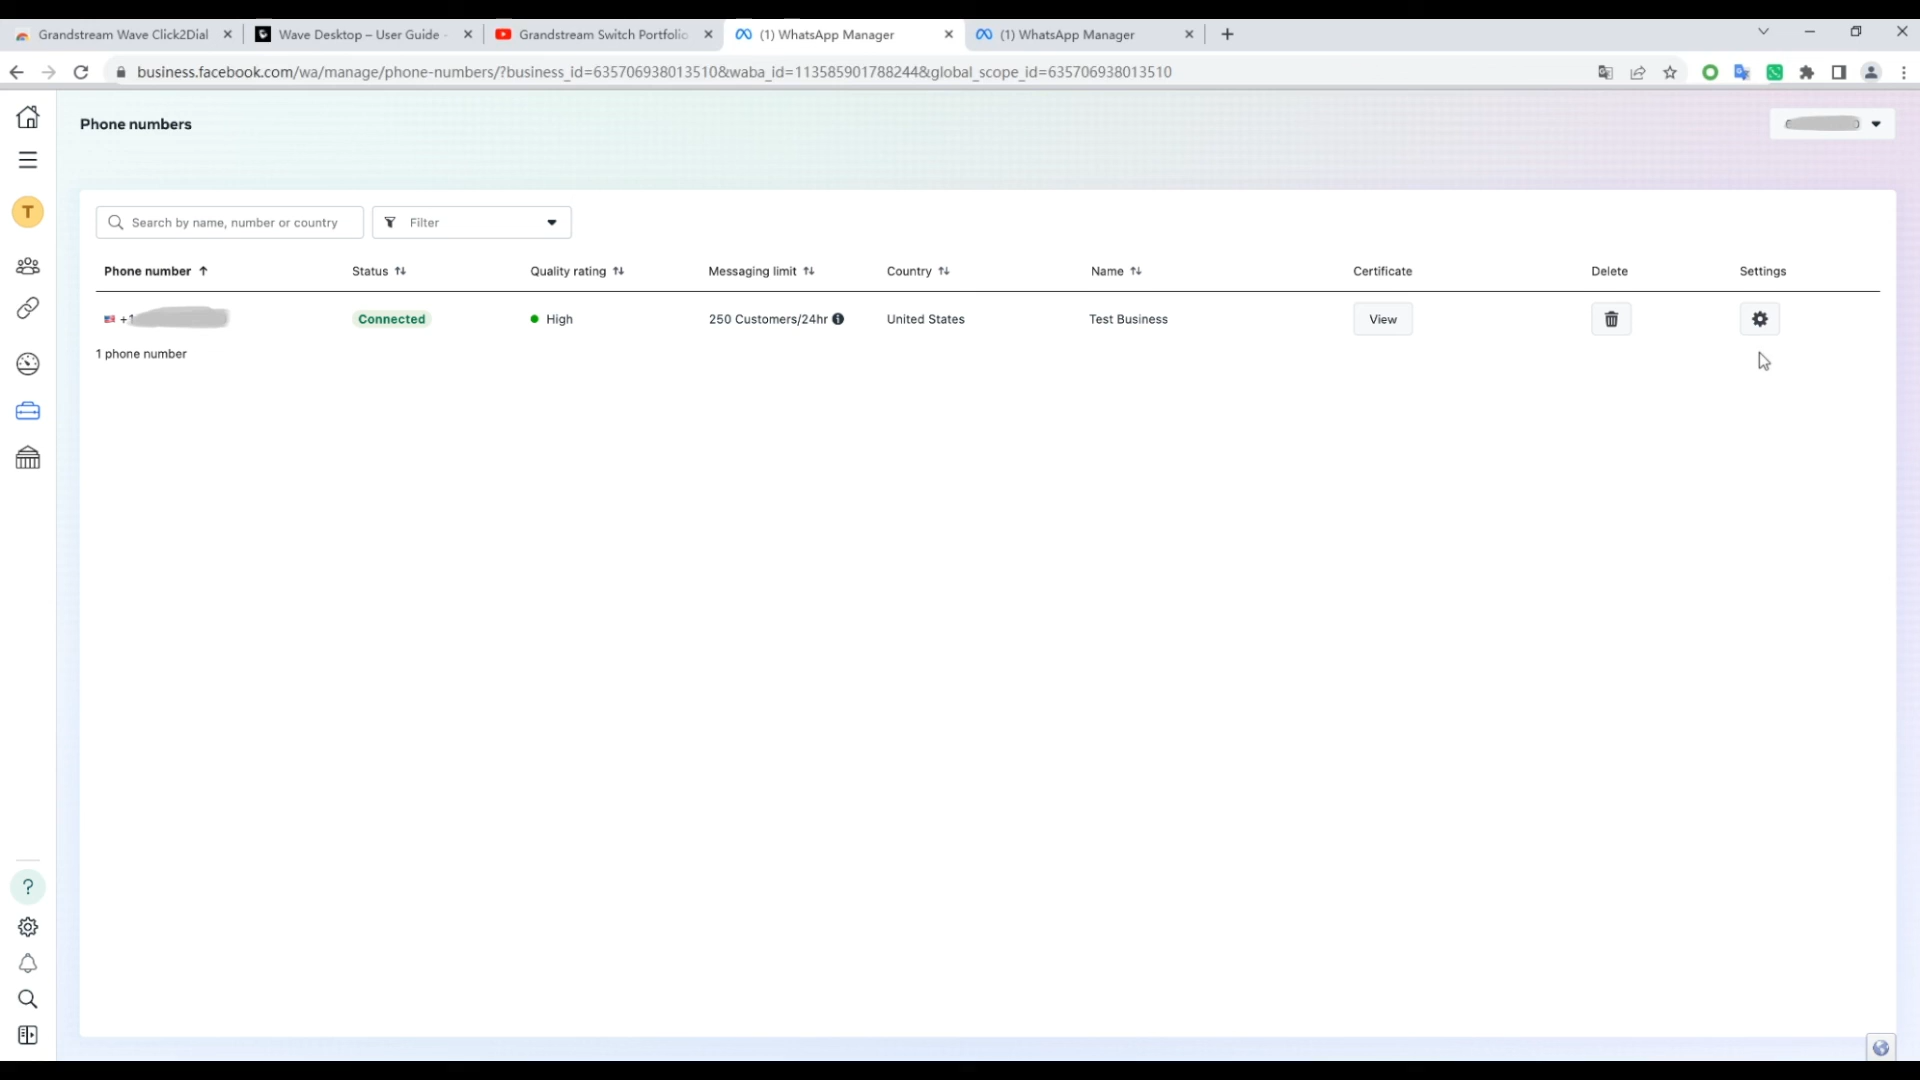 Grandstream Wave Click2Dial
Wave Desktop – User Guide -
Grandstream Switch Portfolio
(1) WhatsApp Manager
(1) WhatsApp Manager
business.facebook.com/wa/manage/phone-numbers/?business_id=635706938013510&waba_id=113585901788244&global_scope_id=635706938013510
Phone numbers
T
Search by name, number or country
Filter
Phone number
Status
Quality rating
Messaging limit
Country
Name
Certificate
Delete
Settings
+1
Connected
High
250 Customers/24hr
United States
Test Business
View
1 phone number
?